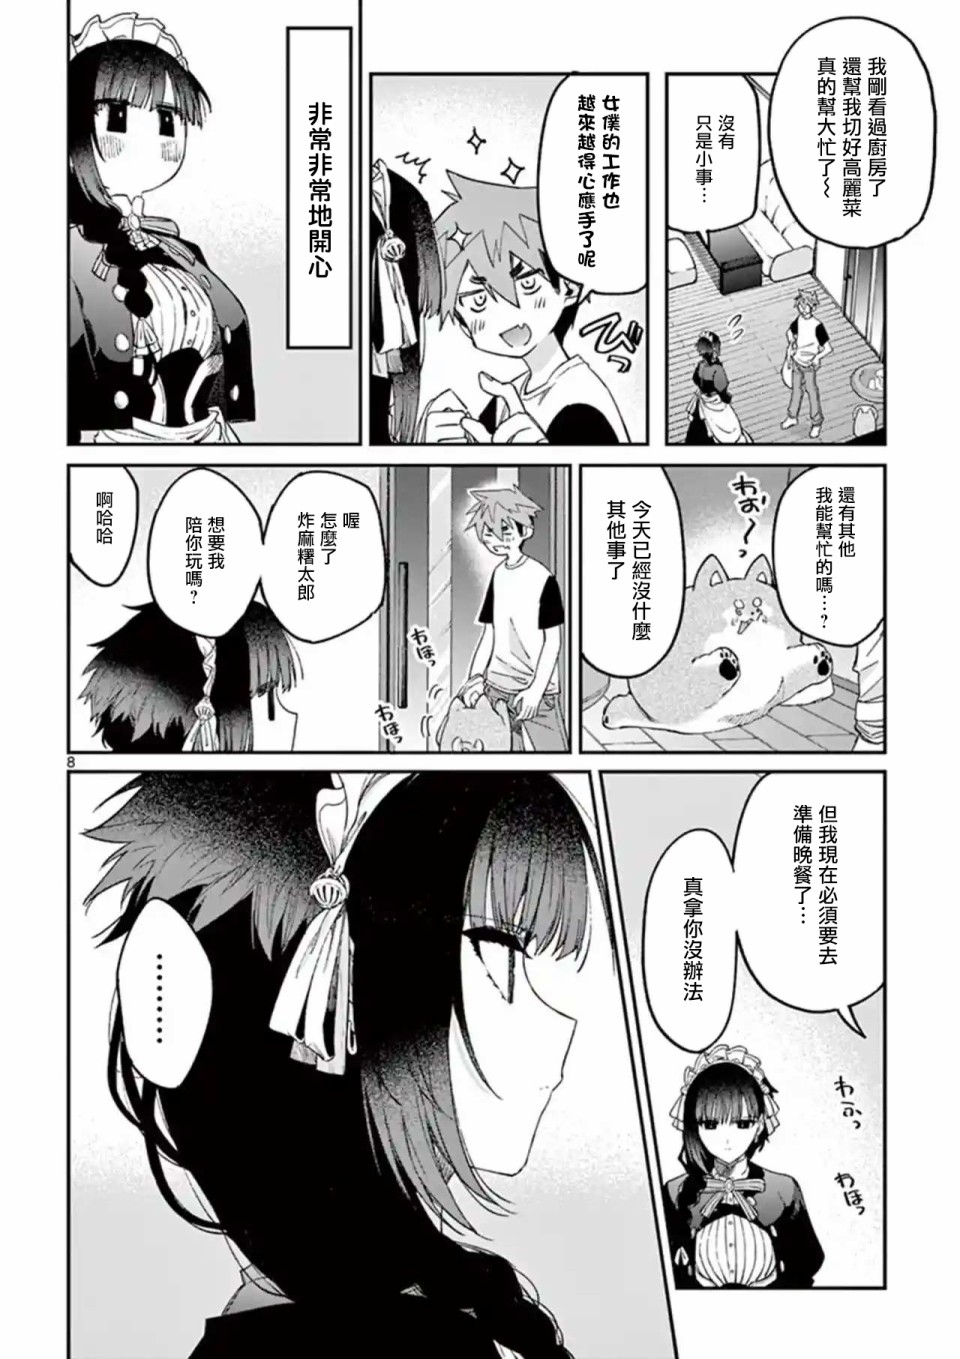 我剛看過廚房了
還幫我切好高麗菜
真的幫大忙了～
沒有
只是小事…
女僕的工作也
越來越得心應手了呢
びっ
非常非常地開心
還有其他
我能幫忙的嗎…?
わお〜っ
今天已經沒什麼
其他事了
喔
怎麼了
炸麻糬太郎
想要我
陪你玩嗎?
わほっ
わほっ
啊哈哈
8
但我現在必須要去
準備晚餐了…
真拿你沒辦法
わふっ
わほっ
………